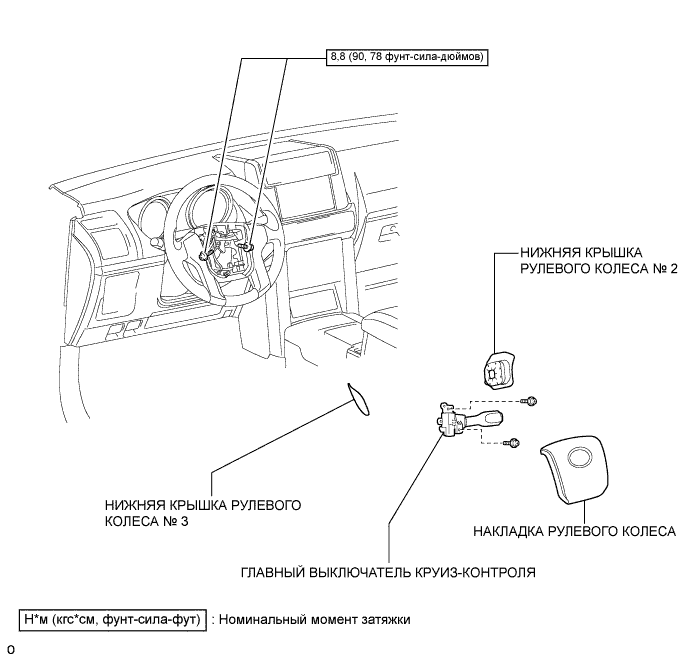 8,8 (90, 78 фунт-сила-дюймов)
НИЖНЯЯ КРЫШКА
РУЛЕВОГО КОЛЕСА № 2
НИЖНЯЯ КРЫШКА РУЛЕВОГО
КОЛЕСА № 3
НАКЛАДКА РУЛЕВОГО КОЛЕСА
ГЛАВНЫЙ ВЫКЛЮЧАТЕЛЬ КРУИЗ-КОНТРОЛЯ
Н*м (кгс*см, фунт-сила-фут) : Номинальный момент затяжки
O